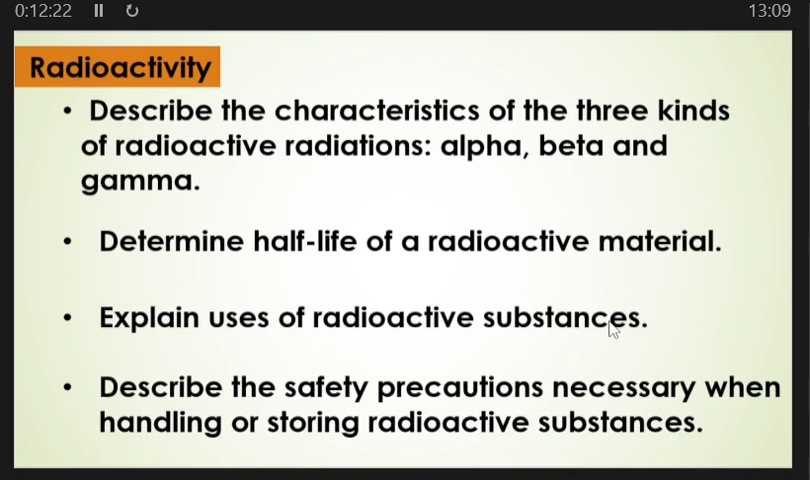 0:12:22
13:09
Radioactivity
• Describe the characteristics of the three kinds
of radioactive radiations: alpha, beta and
gamma.
• Determine half-life of a radioactive material.
• Explain uses of radioactive substances.
• Describe the safety precautions necessary when
handling or storing radioactive substances.